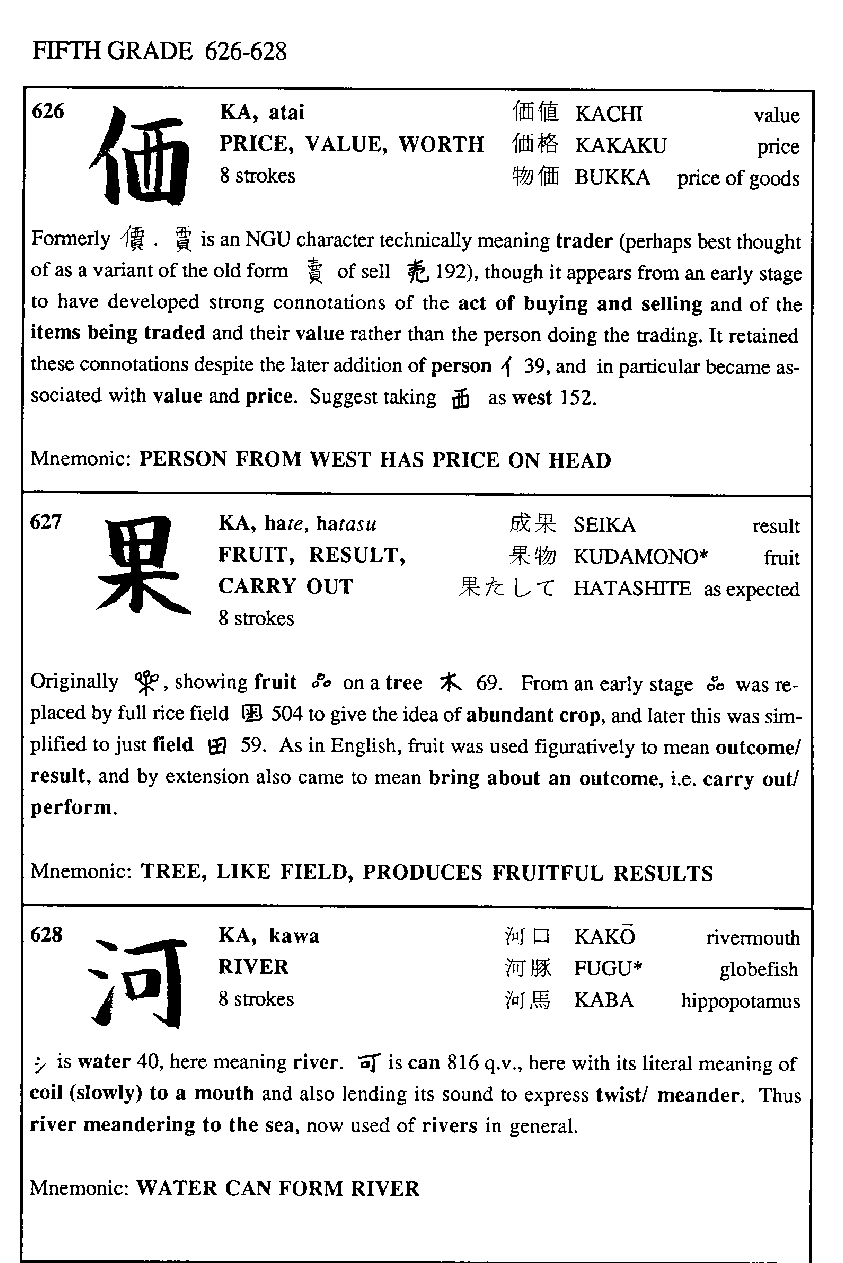 FIFTH GRADE 626-628
626 価 KA, atai 価値 KACHI value
PRICE, VALUE, WORTH 価格 KAKAKU price
8 strokes 物価 BUKKA price of goods
Formerly 價. 賈 is an NGU character technically meaning trader (perhaps best thought
of as a variant of the old form 賣 of sell 売 192), though it appears from an early stage
to have developed strong connotations of the act of buying and selling and of the
items being traded and their value rather than the person doing the trading. It retained
these connotations despite the later addition of person 亻 39, and in particular became as-
sociated with value and price. Suggest taking 襾 as west 152.
Mnemonic: PERSON FROM WEST HAS PRICE ON HEAD
627 果 KA, hate, hatasu 成果 SEIKA result
FRUIT, RESULT, 果物 KUDAMONO* fruit
CARRY OUT 果たして HATASHITE as expected
8 strokes
Originally , showing fruit on a tree 木 69. From an early stage was re-
placed by full rice field 504 to give the idea of abundant crop, and later this was sim-
plified to just field 田 59. As in English, fruit was used figuratively to mean outcome/
result, and by extension also came to mean bring about an outcome, i.e. carry out/
perform.
Mnemonic: TREE, LIKE FIELD, PRODUCES FRUITFUL RESULTS
628 河 KA, kawa 河口 KAKŌ rivermouth
RIVER 河豚 FUGU* globefish
8 strokes 河馬 KABA hippopotamus
氵 is water 40, here meaning river. 可 is can 816 q.v., here with its literal meaning of
coil (slowly) to a mouth and also lending its sound to express twist/ meander. Thus
river meandering to the sea, now used of rivers in general.
Mnemonic: WATER CAN FORM RIVER